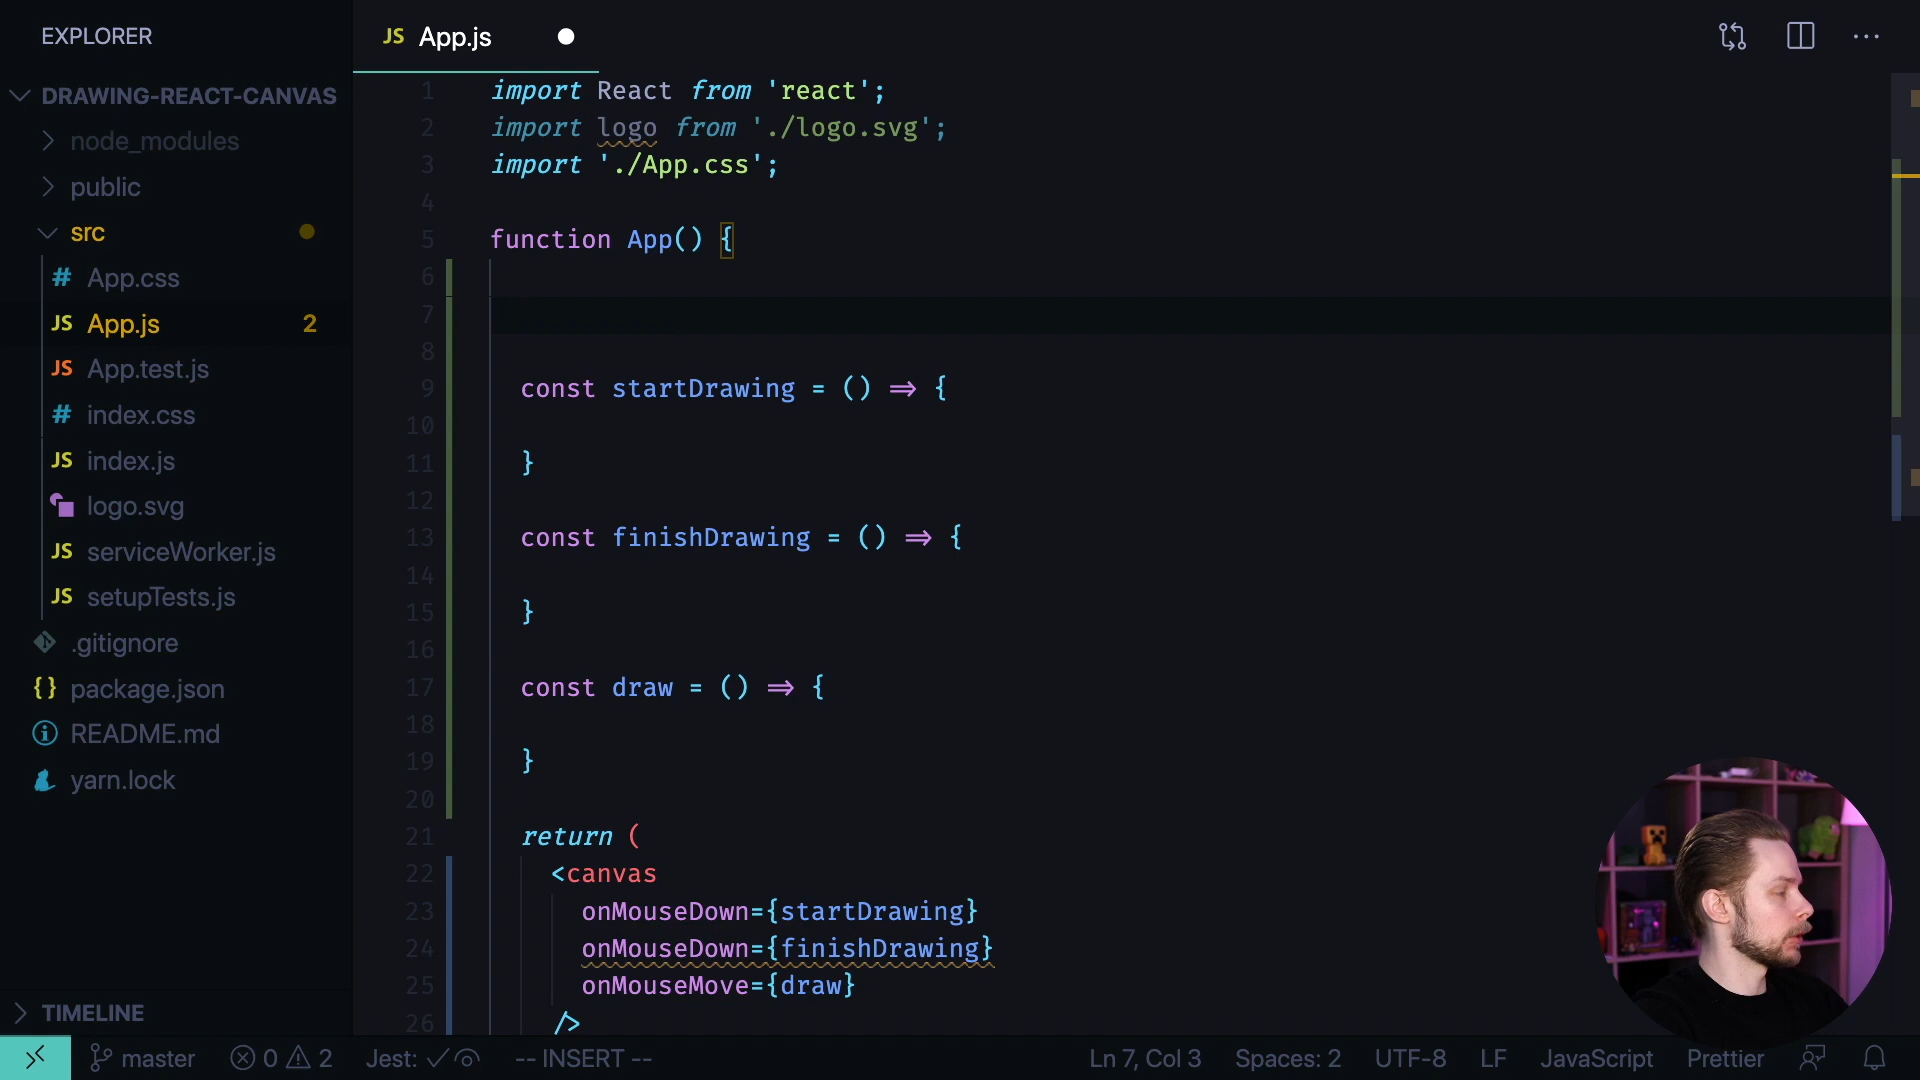 EXPLORER
DRAWING-REACT-CANVAS
node_modules
public
src
# App.css
JS App.js 2
JS App.test.js
# index.css
JS index.js
logo.svg
JS serviceWorker.js
JS setupTests.js
.gitignore
{} package.json
README.md
yarn.lock
TIMELINE
JS App.js
1 import React from 'react';
2 import logo from './logo.svg';
3 import './App.css';
4
5 function App() {
6
7
8
9 const startDrawing = () => {
10
11 }
12
13 const finishDrawing = () => {
14
15 }
16
17 const draw = () => {
18
19 }
20
21 return (
22 <canvas
23 onMouseDown={startDrawing}
24 onMouseDown={finishDrawing}
25 onMouseMove={draw}
26 />
master 0 2 Jest: -- INSERT -- Ln 7, Col 3 Spaces: 2 UTF-8 LF JavaScript Prettier